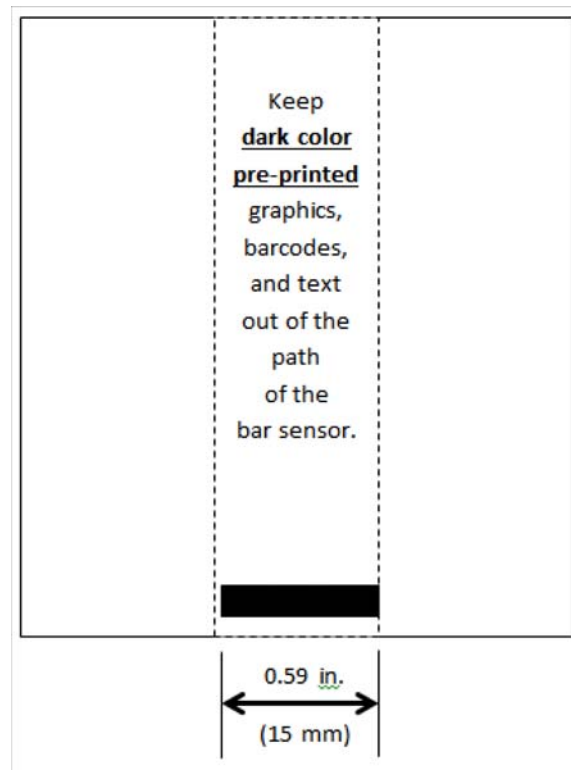 Keep
dark color
pre-printed
graphics,
barcodes,
and text
out of the
path
of the
bar sensor.
0.59 in.
(15 mm)